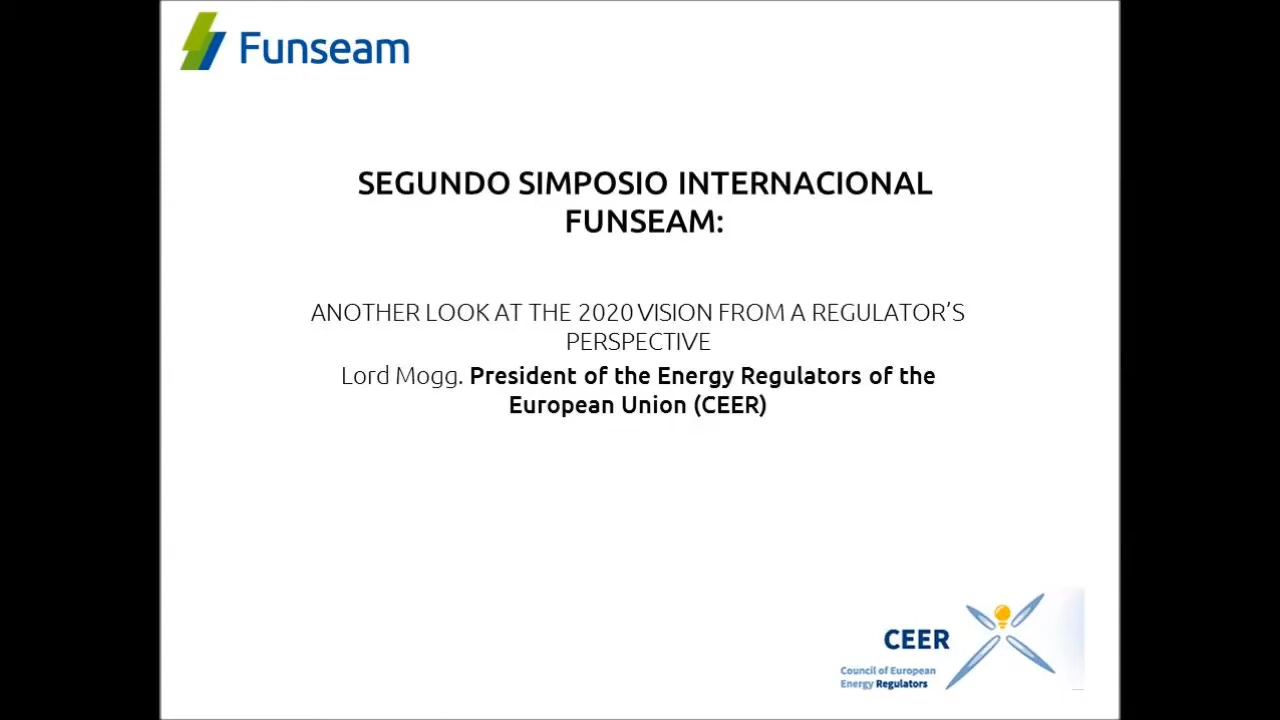 Funseam
SEGUNDO SIMPOSIO INTERNACIONAL
FUNSEAM:
ANOTHER LOOK AT THE 2020 VISION FROM A REGULATOR’S
PERSPECTIVE
Lord Mogg. President of the Energy Regulators of the
European Union (CEER)
CEER
Council of European
Energy Regulators